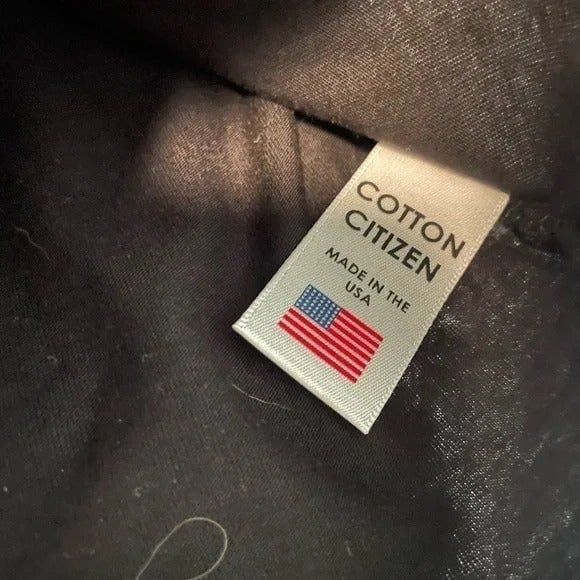 COTTON
CITIZEN
MADE IN THE
USA